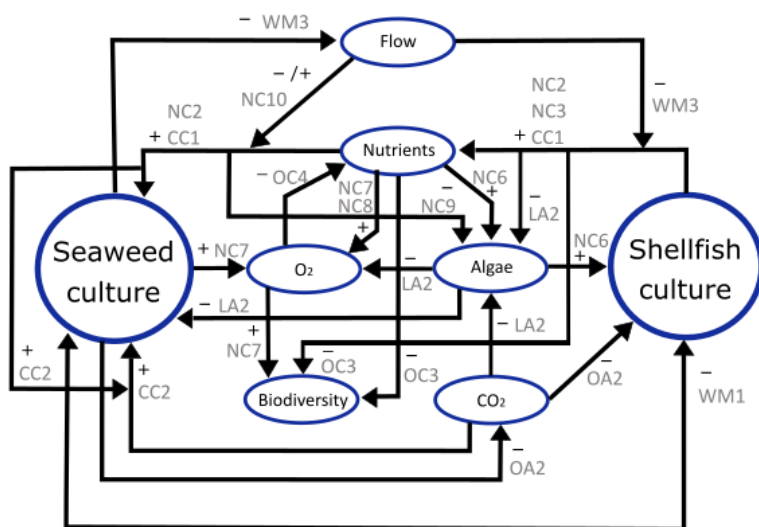 − WM3
Flow
− /+
NC10
−
WM3
NC2
+ CC1
NC2
NC3
+ CC1
Nutrients
− OC4
NC7
NC8
+
−
NC9
NC6
+
−
LA2
Seaweed
culture
+ NC7
O₂
−
LA2
Algae
NC6
+
Shellfish
culture
− LA2
+
NC7
− LA2
−
OC3
−
OC3
−
OA2
+
CC2
+
CC2
Biodiversity
CO₂
−
WM1
−
OA2